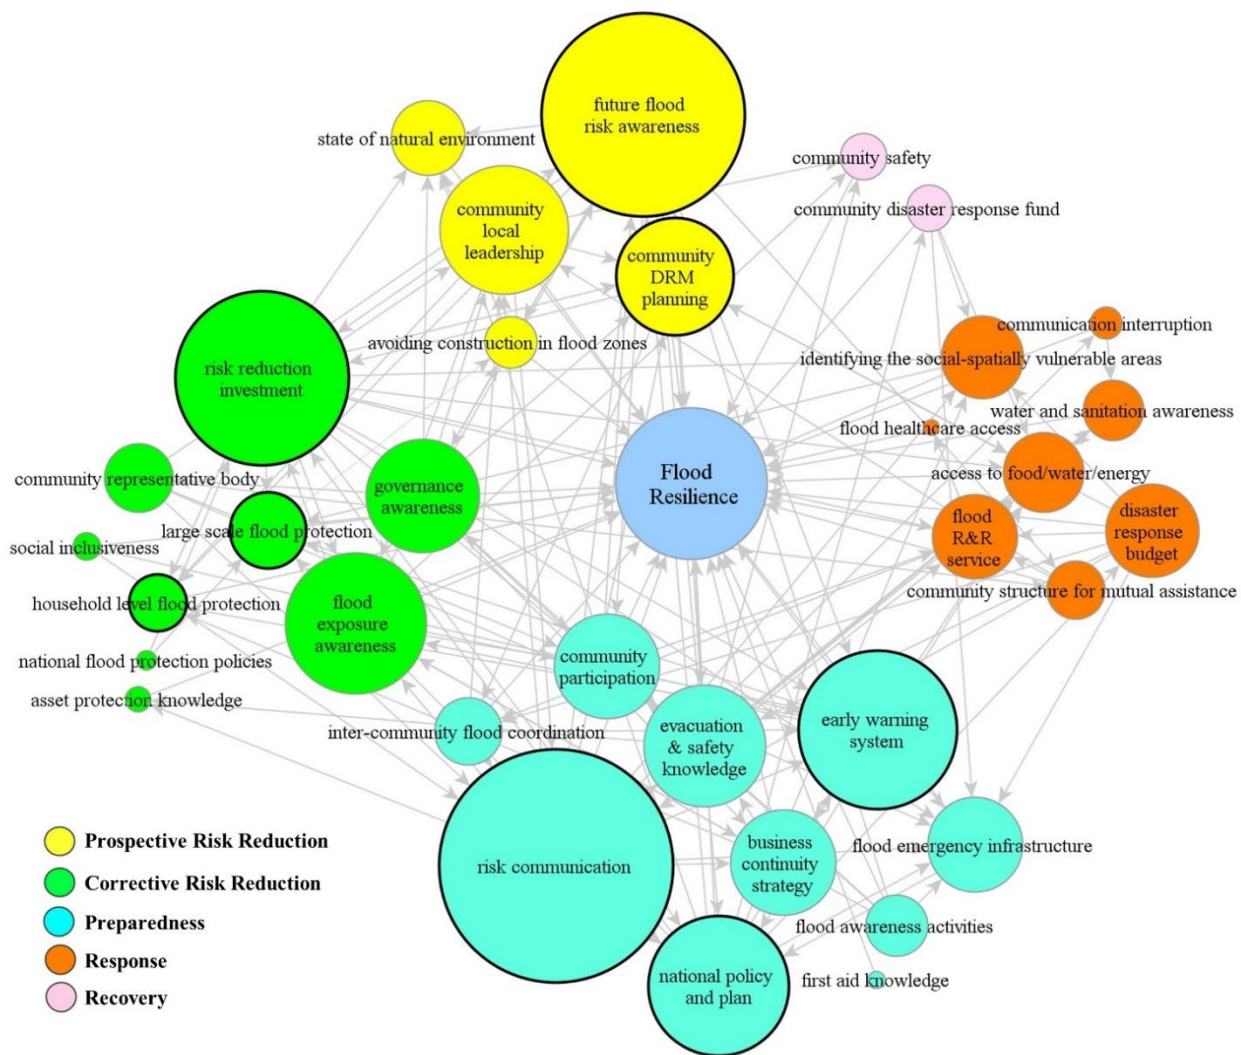 future flood
risk awareness
state of natural environment
community safety
community
local
leadership
community disaster response fund
community
DRM
planning
communication interruption
avoiding construction in flood zones
identifying the social-spatially vulnerable areas
risk reduction
investment
water and sanitation awareness
flood healthcare access
community representative body
governance
awareness
Flood
Resilience
access to food/water/energy
large scale flood protection
flood
R&R
service
disaster
response
budget
social inclusiveness
household level flood protection
community structure for mutual assistance
flood
exposure
awareness
national flood protection policies
community
participation
asset protection knowledge
inter-community flood coordination
evacuation
& safety
knowledge
early warning
system
risk communication
business
continuity
strategy
flood emergency infrastructure
flood awareness activities
national policy
and plan
first aid knowledge
Prospective Risk Reduction
Corrective Risk Reduction
Preparedness
Response
Recovery